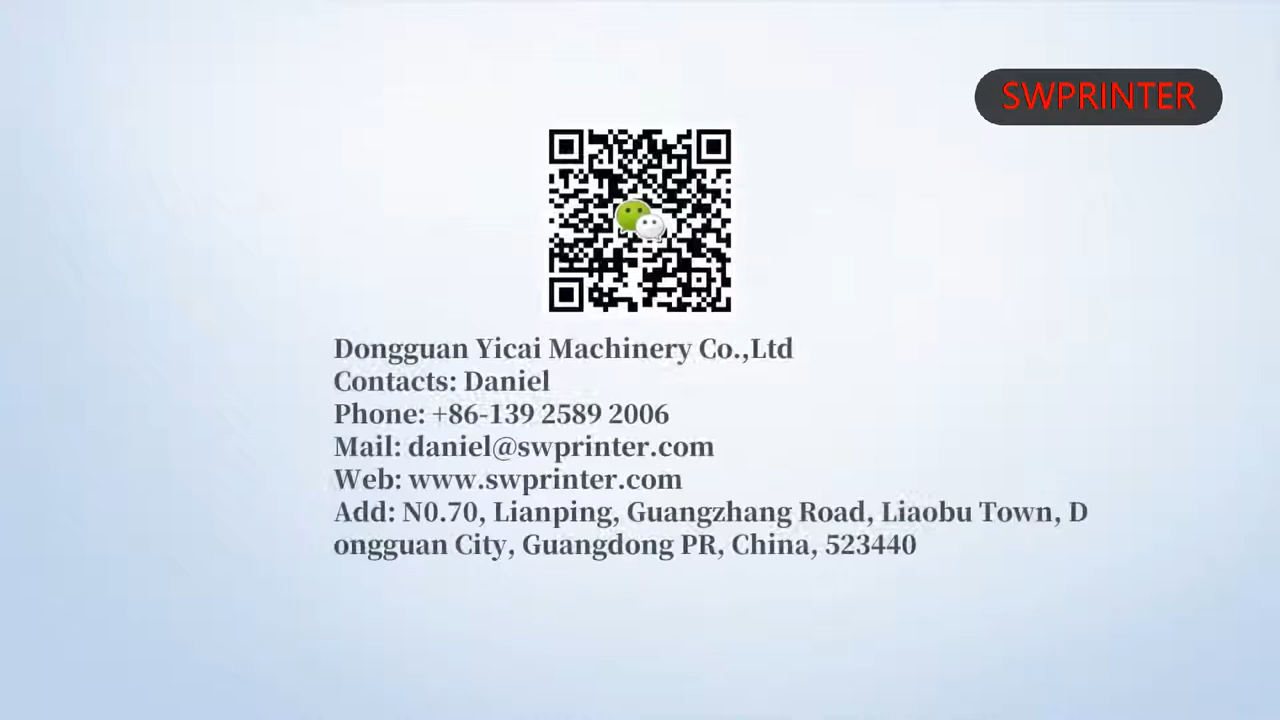 SWPRINTER
Dongguan Yicai Machinery Co.,Ltd
Contacts: Daniel
Phone: +86-139 2589 2006
Mail: daniel@swprinter.com
Web: www.swprinter.com
Add: N0.70, Lianping, Guangzhang Road, Liaobu Town, D
ongguan City, Guangdong PR, China, 523440